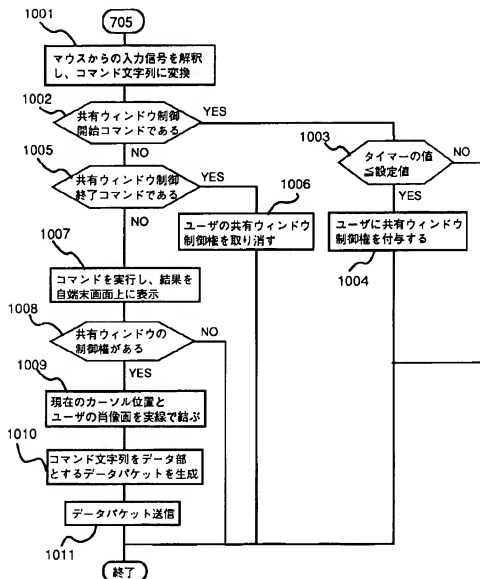 705
1001
マウスからの入力信号を解釈
し、コマンド文字列に変換
1002
共有ウィンドウ制御
開始コマンドである
YES
NO
1003
タイマーの値
≦設定値
NO
YES
1005
共有ウィンドウ制御
終了コマンドである
YES
NO
1006
ユーザの共有ウィンドウ
制御権を取り消す
ユーザに共有ウィンドウ
制御権を付与する
1004
1007
コマンドを実行し、結果を
自端末画面上に表示
1008
共有ウィンドウの
制御権がある
NO
YES
1009
現在のカーソル位置と
ユーザの肖像画を実線で結ぶ
1010
コマンド文字列をデータ部
とするデータパケットを生成
データパケット送信
1011
終了